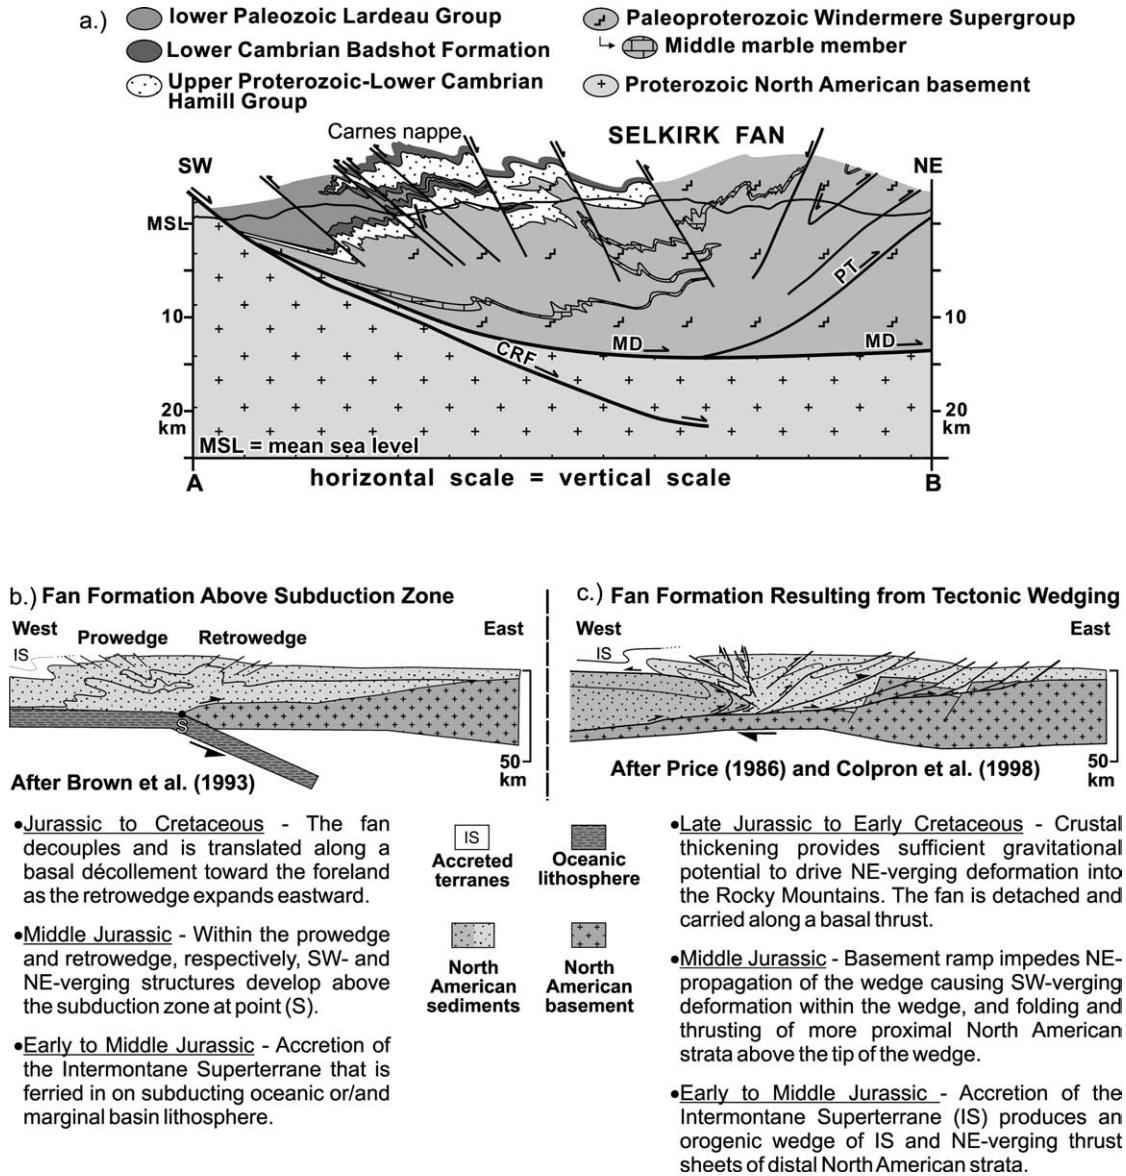 a.)
lower Paleozoic Lardeau Group
Lower Cambrian Badshot Formation
Upper Proterozoic-Lower Cambrian
Hamill Group
Paleoproterozoic Windermere Supergroup
Middle marble member
Proterozoic North American basement
Carnes nappe
SELKIRK FAN
SW
NE
MSL
PT
10
10
MD
MD
CRF
20
km
20
km
MSL = mean sea level
A
horizontal scale = vertical scale
B
b.) Fan Formation Above Subduction Zone
West
Prowedge
Retrowedge
East
IS
S
50
km
After Brown et al. (1993)
•Jurassic to Cretaceous - The fan
decouples and is translated along a
basal décollement toward the foreland
as the retrowedge expands eastward.
•Middle Jurassic - Within the prowedge
and retrowedge, respectively, SW- and
NE-verging structures develop above
the subduction zone at point (S).
•Early to Middle Jurassic - Accretion of
the Intermontane Superterrane that is
ferried in on subducting oceanic or/and
marginal basin lithosphere.
IS
Accreted
terranes
Oceanic
lithosphere
North
American
sediments
North
American
basement
c.) Fan Formation Resulting from Tectonic Wedging
West
East
IS
50
km
After Price (1986) and Colpron et al. (1998)
•Late Jurassic to Early Cretaceous - Crustal
thickening provides sufficient gravitational
potential to drive NE-verging deformation into
the Rocky Mountains. The fan is detached and
carried along a basal thrust.
•Middle Jurassic - Basement ramp impedes NE-
propagation of the wedge causing SW-verging
deformation within the wedge, and folding and
thrusting of more proximal North American
strata above the tip of the wedge.
•Early to Middle Jurassic - Accretion of the
Intermontane Superterrane (IS) produces an
orogenic wedge of IS and NE-verging thrust
sheets of distal North American strata.